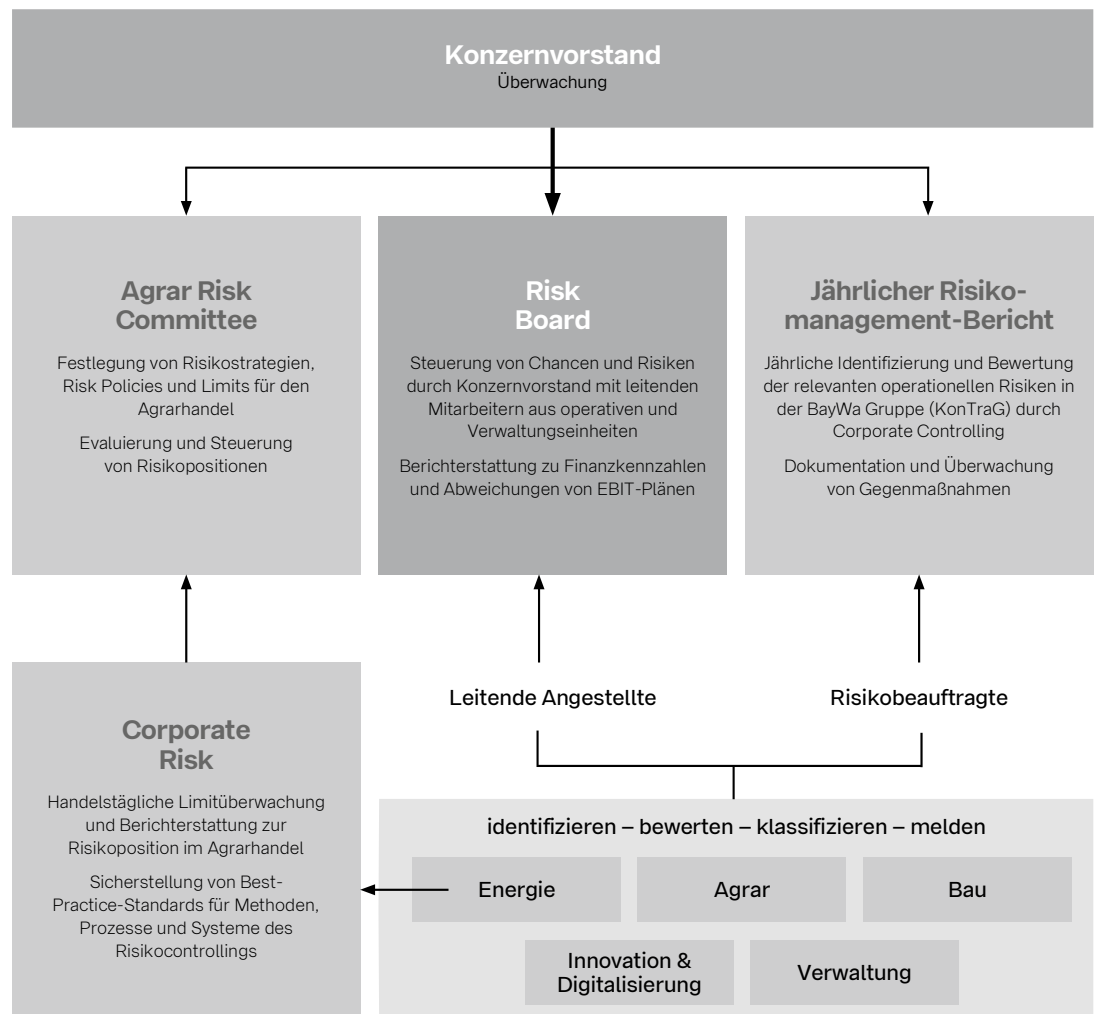 Konzernvorstand
Überwachung
Agrar Risk
Committee
Festlegung von Risikostrategien,
Risk Policies und Limits für den
Agrarhandel
Evaluierung und Steuerung
von Risikopositionen
Risk
Board
Steuerung von Chancen und Risiken
durch Konzernvorstand mit leitenden
Mitarbeitern aus operativen und
Verwaltungseinheiten
Berichterstattung zu Finanzkennzahlen
und Abweichungen von EBIT-Plänen
Jährlicher Risiko-
management-Bericht
Jährliche Identifizierung und Bewertung
der relevanten operationellen Risiken in
der BayWa Gruppe (KonTraG) durch
Corporate Controlling
Dokumentation und Überwachung
von Gegenmaßnahmen
Corporate
Risk
Handelstägliche Limitüberwachung
und Berichterstattung zur
Risikoposition im Agrarhandel
Sicherstellung von Best-
Practice-Standards für Methoden,
Prozesse und Systeme des
Risikocontrollings
Leitende Angestellte
Risikobeauftragte
identifizieren – bewerten – klassifizieren – melden
Energie
Agrar
Bau
Innovation &
Digitalisierung
Verwaltung